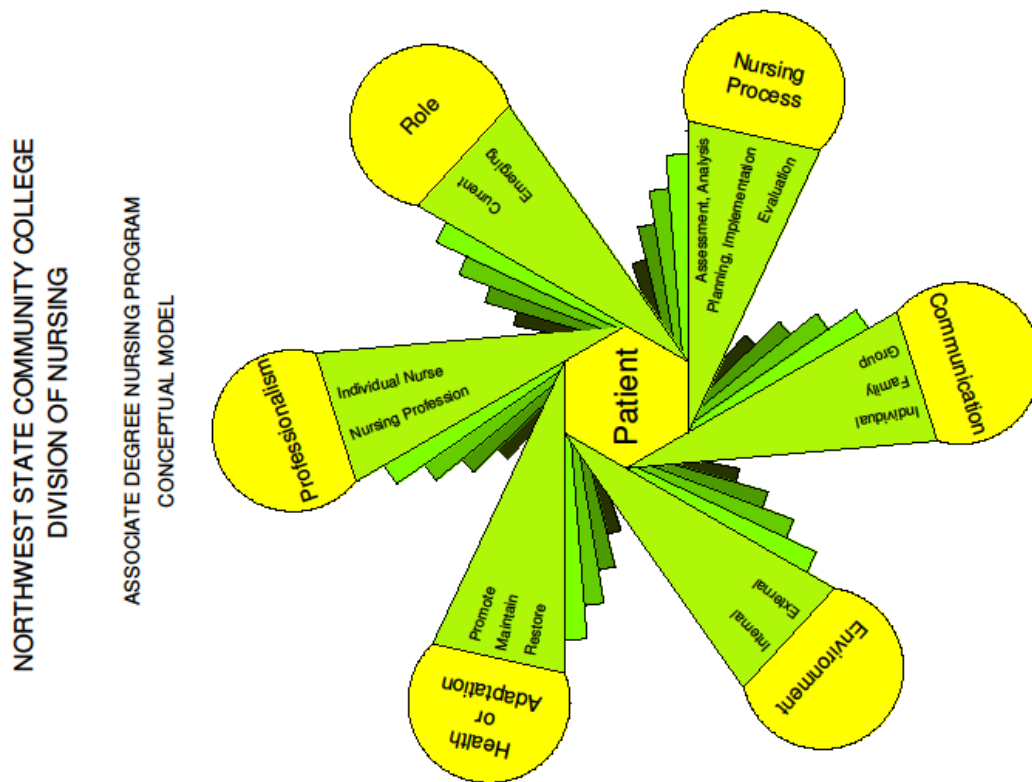 NORTHWEST STATE COMMUNITY COLLEGE
DIVISION OF NURSING
ASSOCIATE DEGREE NURSING PROGRAM
CONCEPTUAL MODEL
Patient
Role
Current
Emerging
Nursing
Process
Assessment, Analysis
Planning, Implementation
Evaluation
Communication
Group
Family
Individual
Environment
External
Internal
Health
or
Adaptation
Promote
Maintain
Restore
Professionalism
Individual Nurse
Nursing Profession